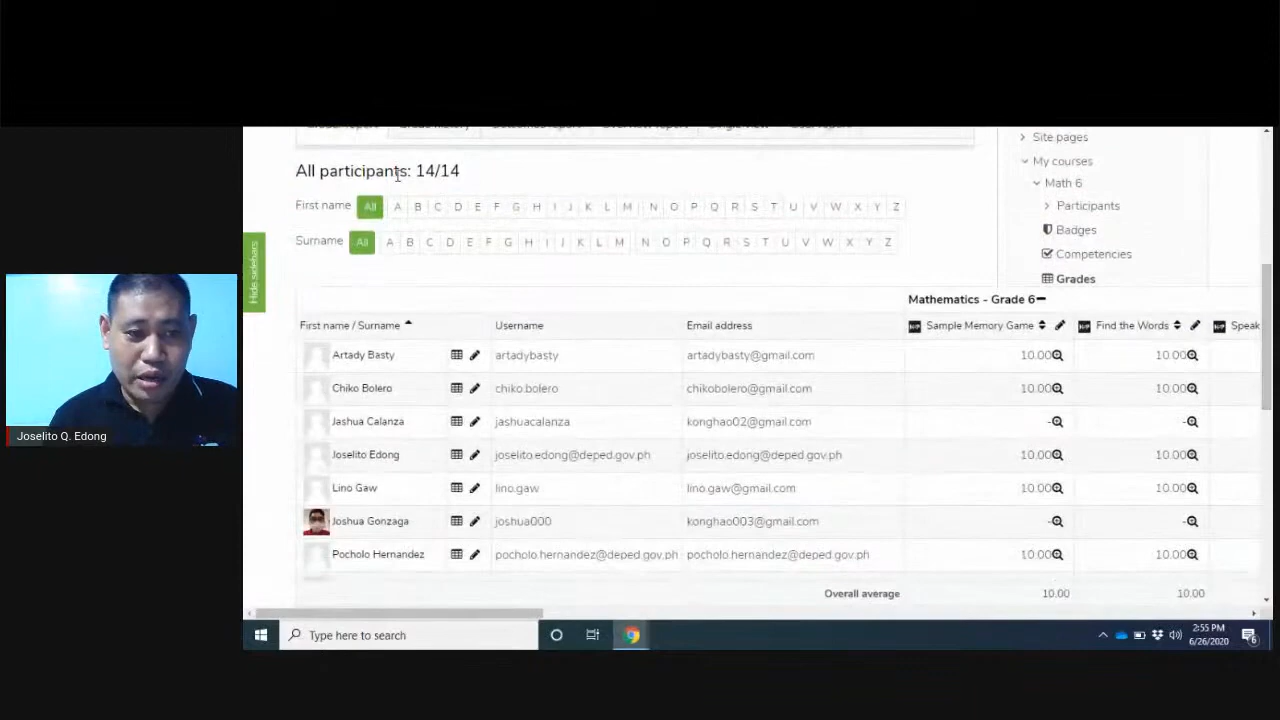 Site pages
All participants: 14/14
My courses
Math 6
First name All A B C D E F G H I J K L M N O P Q R S T U V W X Y Z
Participants
Badges
Surname All A B C D E F G H I J K L M N O P Q R S T U V W X Y Z
Competencies
Hide sidebars
Grades
Mathematics - Grade 6
First name / Surname Username Email address Sample Memory Game Find the Words Speak
Artady Basty artadybasty artadybasty@gmail.com 10.00 10.00
Chiko Bolero chiko.bolero chikobolero@gmail.com 10.00 10.00
Jashua Calanza jashuacalanza konghao02@gmail.com - -
Joselito Q. Edong
Joselito Edong joselito.edong@deped.gov.ph joselito.edong@deped.gov.ph 10.00 10.00
Lino Gaw lino.gaw lino.gaw@gmail.com 10.00 10.00
Joshua Gonzaga joshua000 konghao003@gmail.com - -
Pocholo Hernandez pocholo.hernandez@deped.gov.ph pocholo.hernandez@deped.gov.ph 10.00 10.00
Overall average 10.00 10.00
Type here to search
2:55 PM
6/26/2020
6